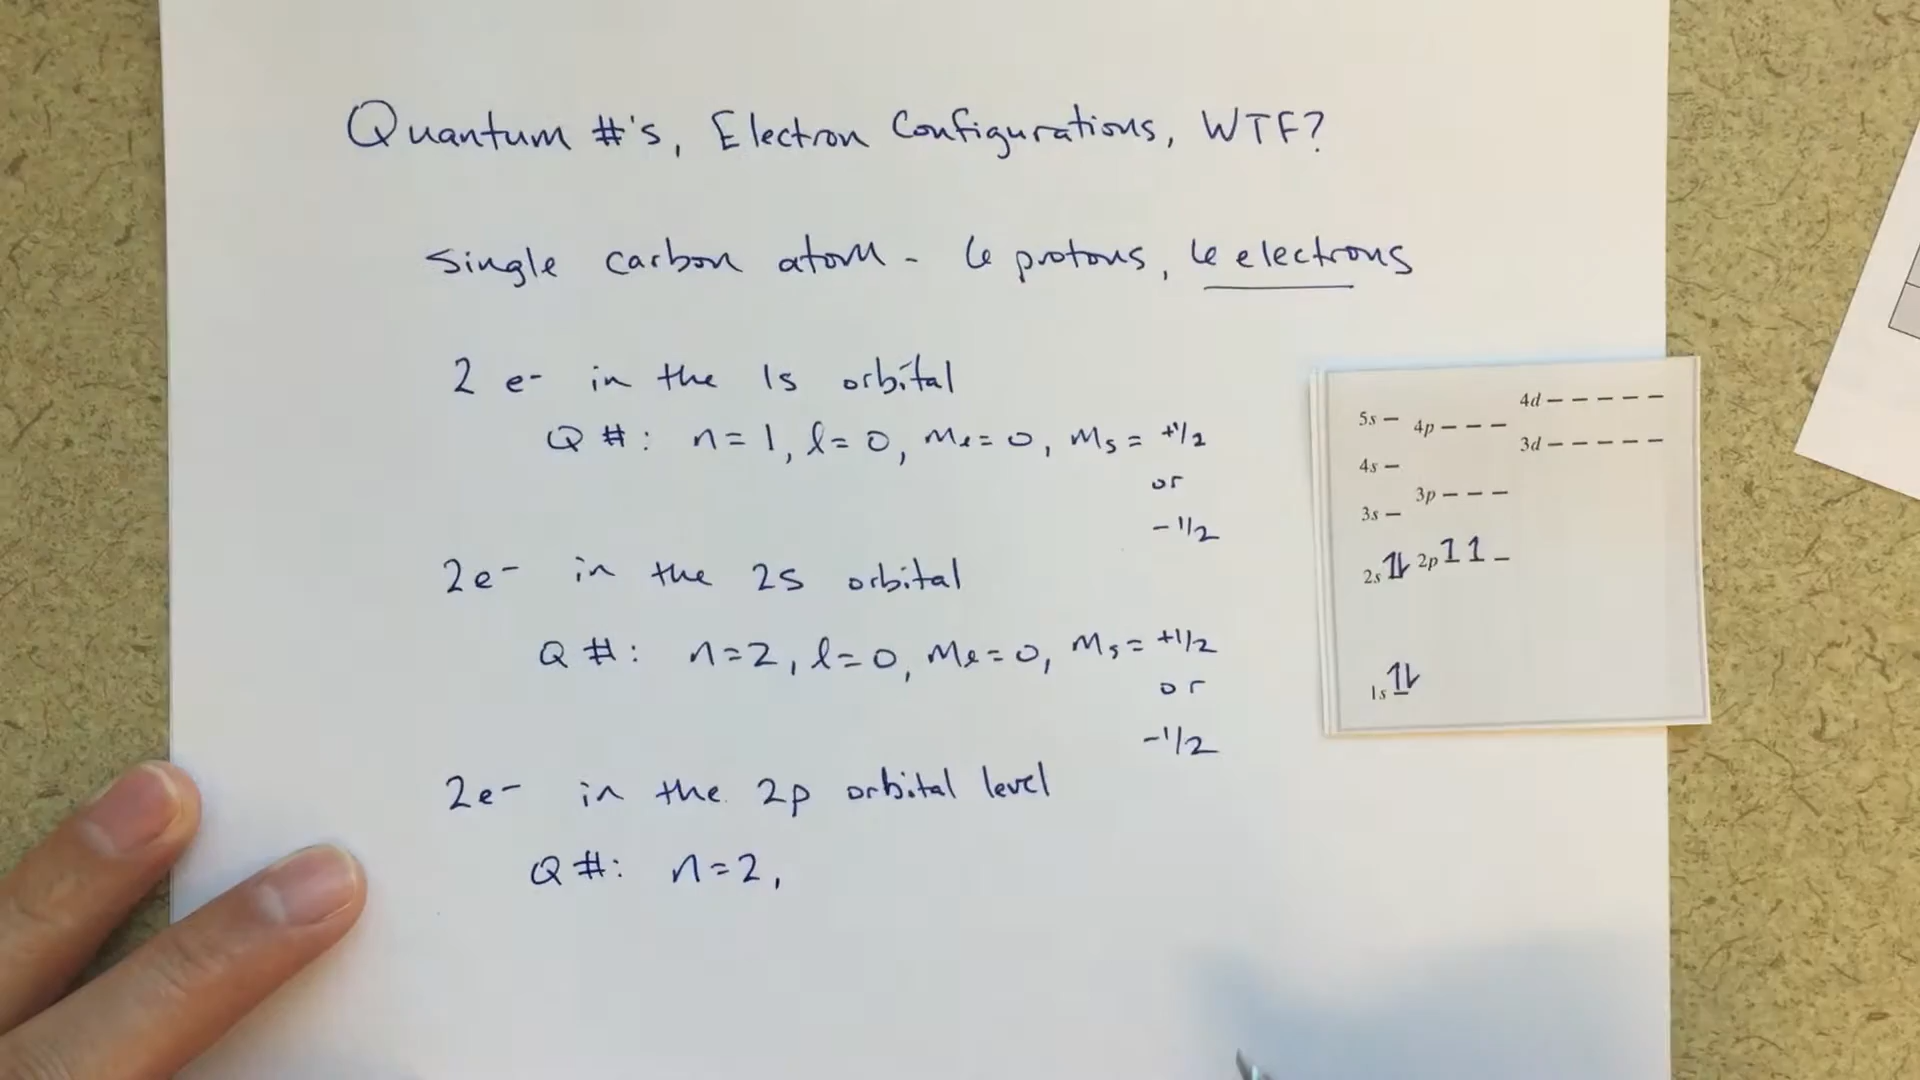 Quantum #'s, Electron Configurations, WTF?
Single carbon atom - 6 protons, 6 electrons
2 e- in the 1s orbital
Q #: n = 1, l = 0, ml = 0, ms = +1/2
or
-1/2
2e- in the 2s orbital
Q #: n=2, l=0, ml=0, ms= +1/2
or
-1/2
2e- in the 2p orbital level
Q #: n=2,
4d – – – – –
5s – 4p – – –
3d – – – – –
4s –
3p – – –
3s –
2s ↿⇂ 2p 1 1 –
1s ↿⇂